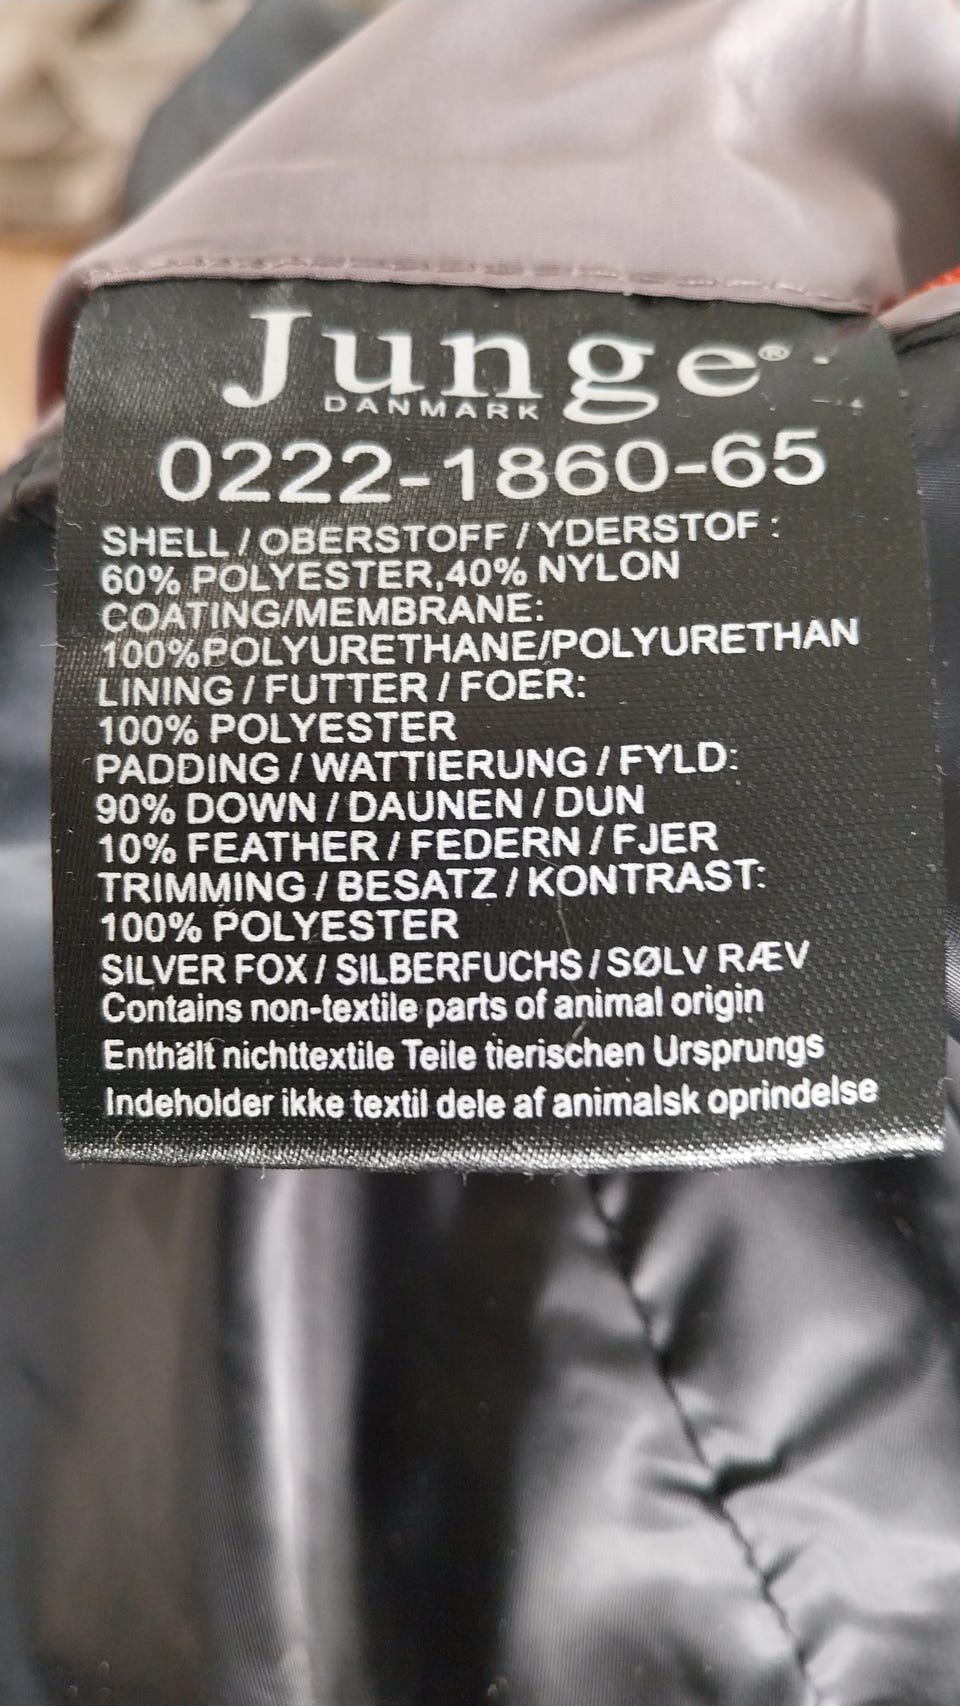 Junge®
DANMARK
0222-1860-65
SHELL / OBERSTOFF / YDERSTOF :
60% POLYESTER,40% NYLON
COATING/MEMBRANE:
100%POLYURETHANE/POLYURETHAN
LINING / FUTTER / FOER:
100% POLYESTER
PADDING / WATTIERUNG / FYLD:
90% DOWN / DAUNEN / DUN
10% FEATHER / FEDERN / FJER
TRIMMING / BESATZ / KONTRAST:
100% POLYESTER
SILVER FOX / SILBERFUCHS / SØLV RÆV
Contains non-textile parts of animal origin
Enthält nichttextile Teile tierischen Ursprungs
Indeholder ikke textil dele af animalsk oprindelse